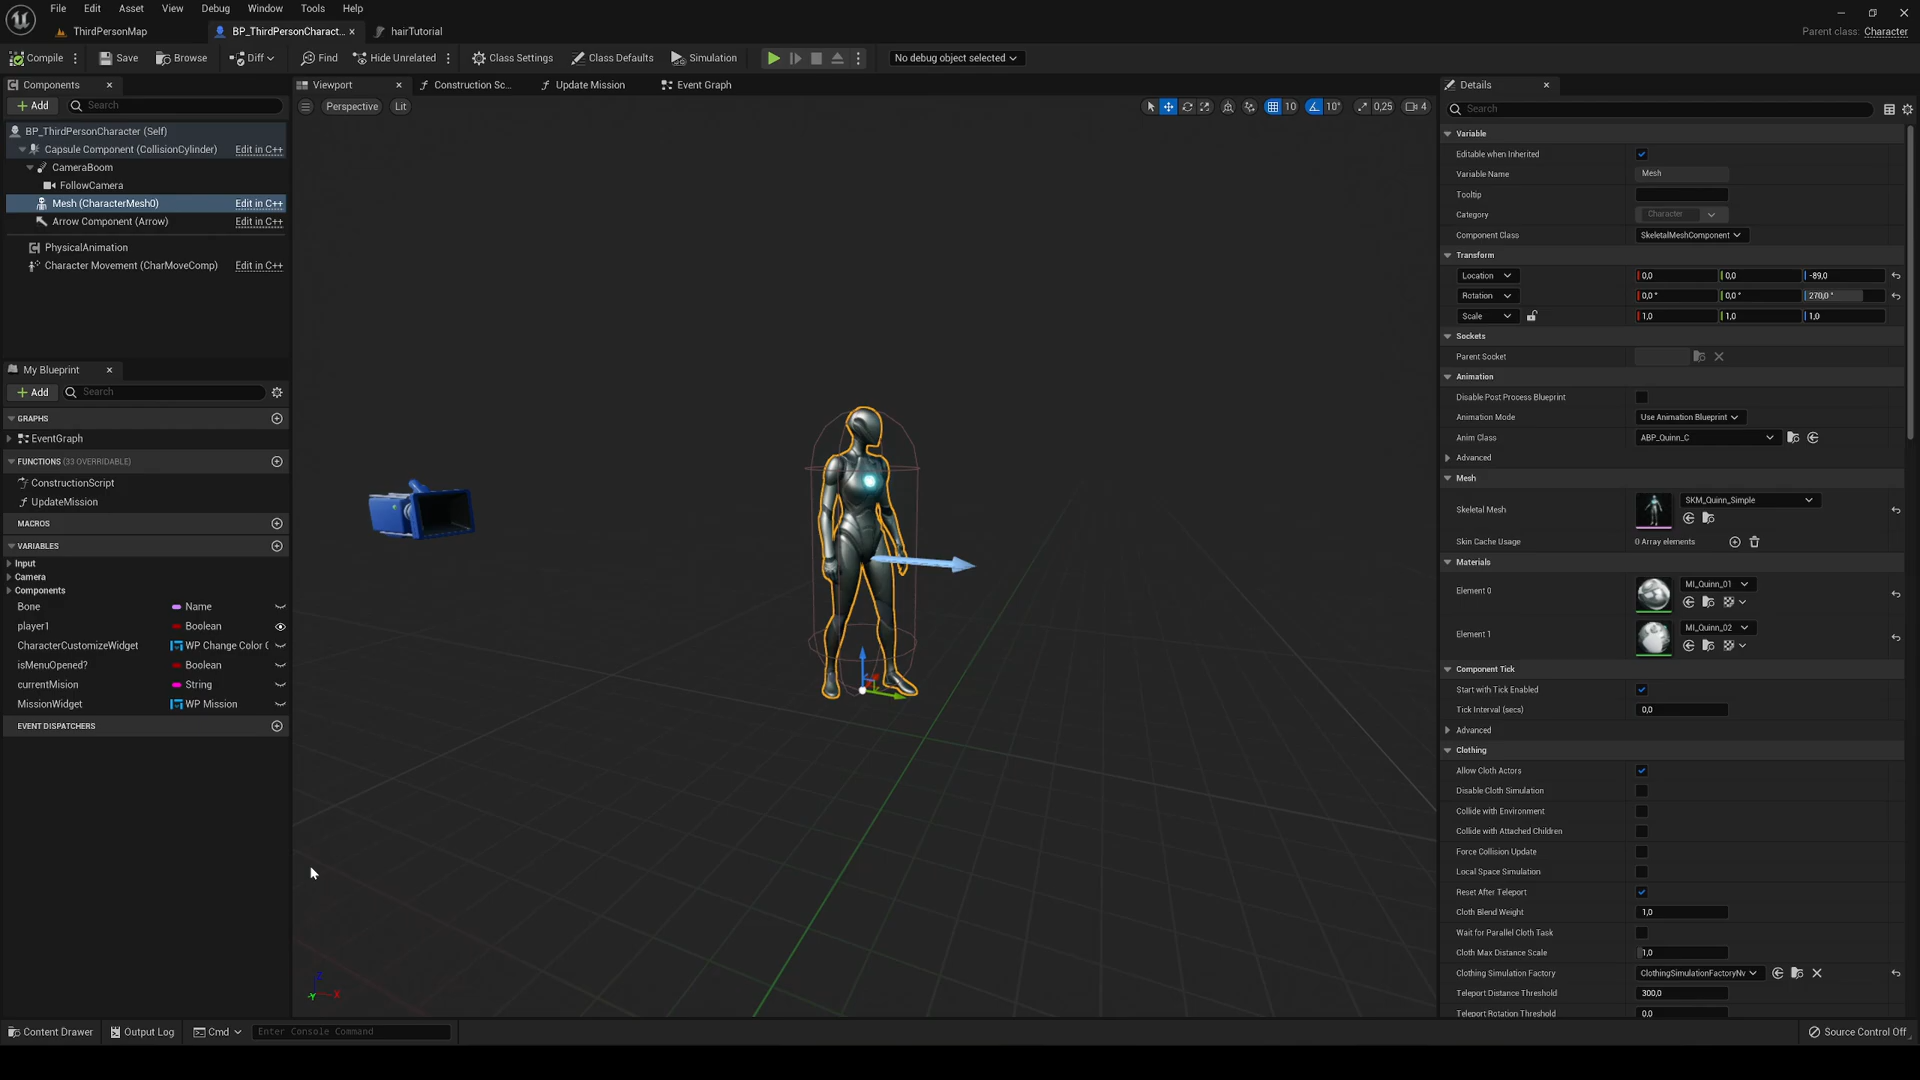 File Edit Asset View Debug Window Tools Help
ThirdPersonMap BP_ThirdPersonCharact... hairTutorial
Parent class: Character
Compile Save Browse Diff Find Hide Unrelated Class Settings Class Defaults Simulation No debug object selected
Components
Add Search
BP_ThirdPersonCharacter (Self)
Capsule Component (CollisionCylinder) Edit in C++
CameraBoom
FollowCamera
Mesh (CharacterMesh0) Edit in C++
Arrow Component (Arrow) Edit in C++
PhysicalAnimation
Character Movement (CharMoveComp) Edit in C++
My Blueprint
Add Search
GRAPHS
EventGraph
FUNCTIONS (33 OVERRIDABLE)
ConstructionScript
UpdateMission
MACROS
VARIABLES
Input
Camera
Components
Bone Name
player1 Boolean
CharacterCustomizeWidget WP Change Color C
isMenuOpened? Boolean
currentMision String
MissionWidget WP Mission
EVENT DISPATCHERS
Viewport Construction Sc... Update Mission Event Graph
Perspective Lit 10 10° 0,25 4
Z
Y X
Details
Search
Variable
Editable when Inherited
Variable Name Mesh
Tooltip
Category Character
Component Class SkeletalMeshComponent
Transform
Location 0,0 0,0 -89,0
Rotation 0,0 ° 0,0 ° 270,0 °
Scale 1,0 1,0 1,0
Sockets
Parent Socket
Animation
Disable Post Process Blueprint
Animation Mode Use Animation Blueprint
Anim Class ABP_Quinn_C
Advanced
Mesh
Skeletal Mesh SKM_Quinn_Simple
Skin Cache Usage 0 Array elements
Materials
Element 0 MI_Quinn_01
Element 1 MI_Quinn_02
Component Tick
Start with Tick Enabled
Tick Interval (secs) 0,0
Advanced
Clothing
Allow Cloth Actors
Disable Cloth Simulation
Collide with Environment
Collide with Attached Children
Force Collision Update
Local Space Simulation
Reset After Teleport
Cloth Blend Weight 1,0
Wait for Parallel Cloth Task
Cloth Max Distance Scale 1,0
Clothing Simulation Factory ClothingSimulationFactoryNv
Teleport Distance Threshold 300,0
Teleport Rotation Threshold 0,0
Content Drawer Output Log Cmd Enter Console Command Source Control Off